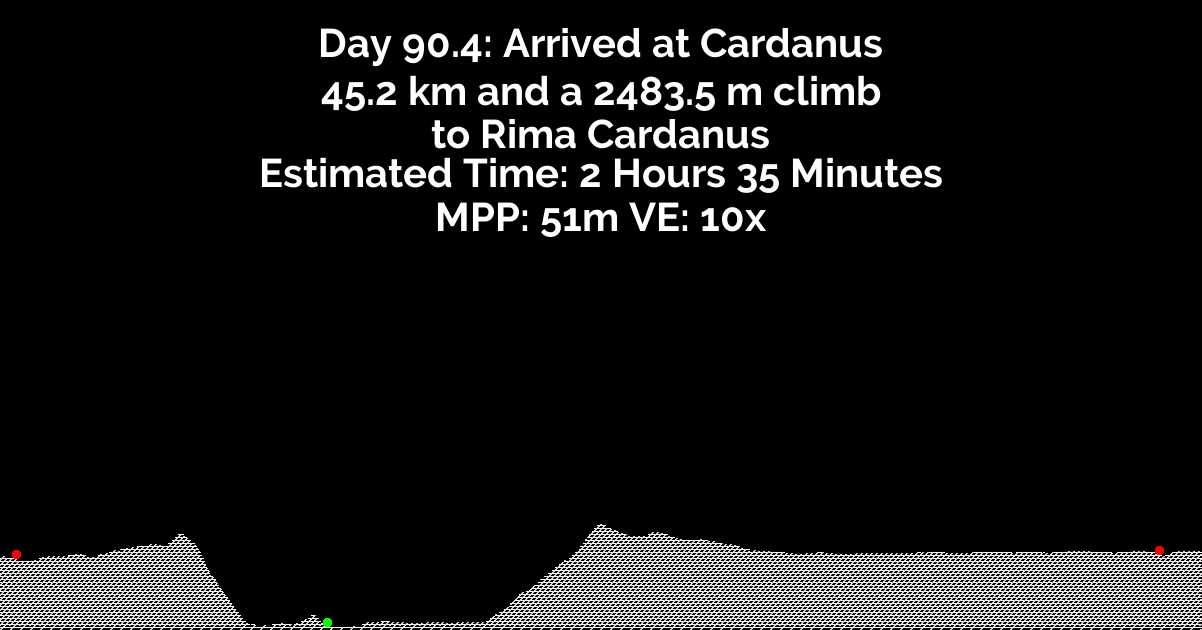 Day 90.4: Arrived at Cardanus
45.2 km and a 2483.5 m climb
to Rima Cardanus
Estimated Time: 2 Hours 35 Minutes
MPP: 51m VE: 10x